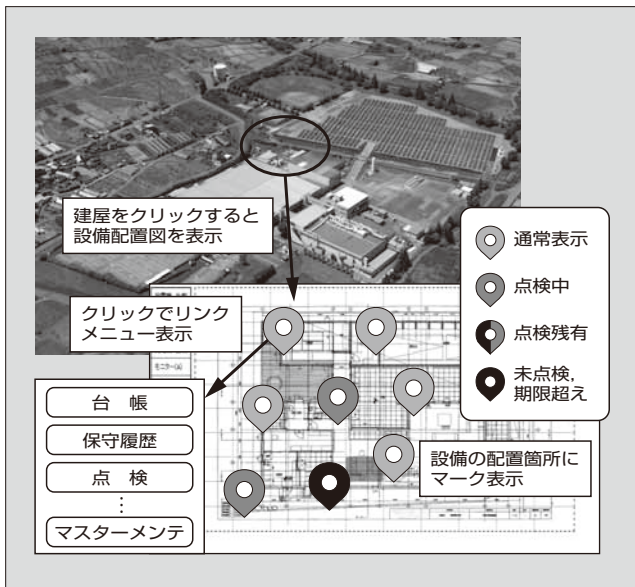 建屋をクリックすると
設備配置図を表示
通常表示
点検中
点検残有
未点検，
期限超え
クリックでリンク
メニュー表示
モニター(A)
台　帳
保守履歴
点　検
⋮
マスターメンテ
設備の配置箇所に
マーク表示